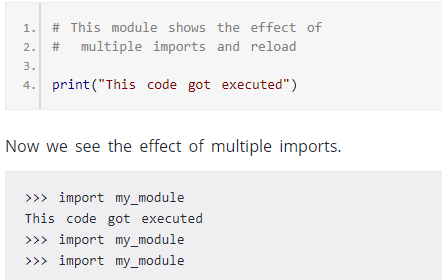 1. # This module shows the effect of
2. #  multiple imports and reload
3.
4. print("This code got executed")
Now we see the effect of multiple imports.
>>> import my_module
This code got executed
>>> import my_module
>>> import my_module